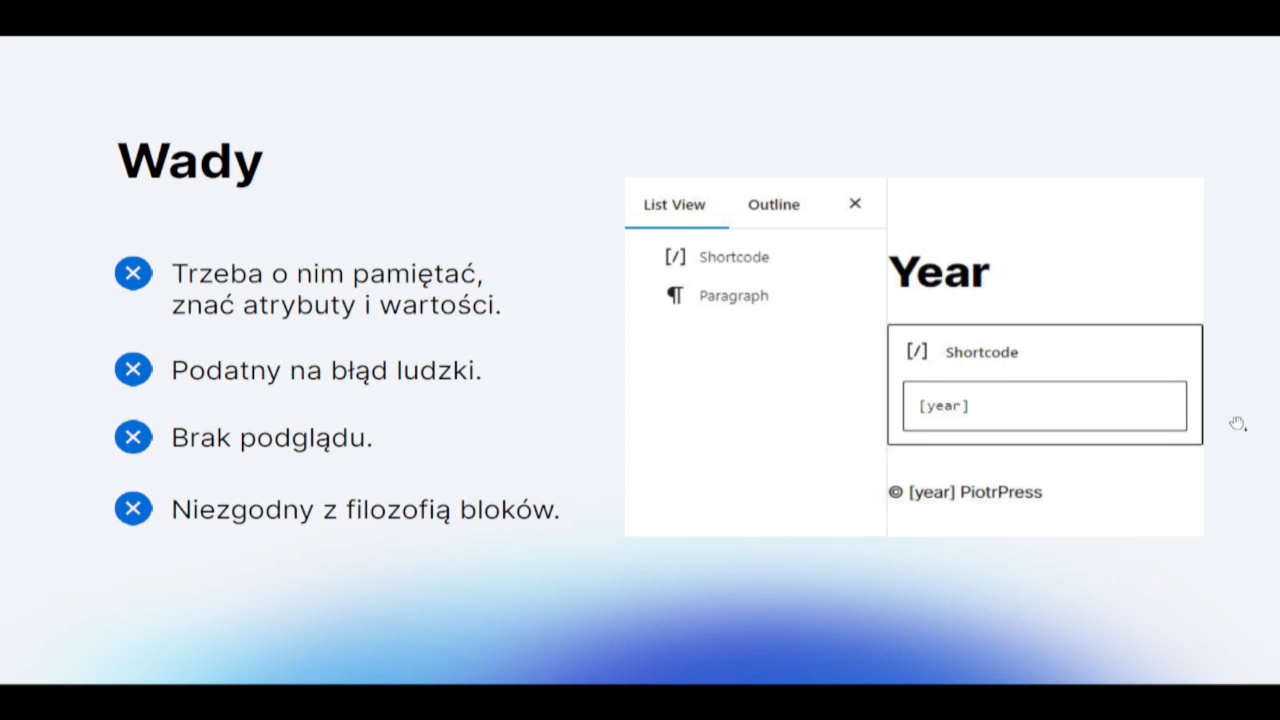 Wady
Trzeba o nim pamiętać,
znać atrybuty i wartości.
Podatny na błąd ludzki.
Brak podglądu.
Niezgodny z filozofią bloków.
List View Outline ×
[/] Shortcode
¶ Paragraph
Year
[/] Shortcode
[year]
© [year] PiotrPress